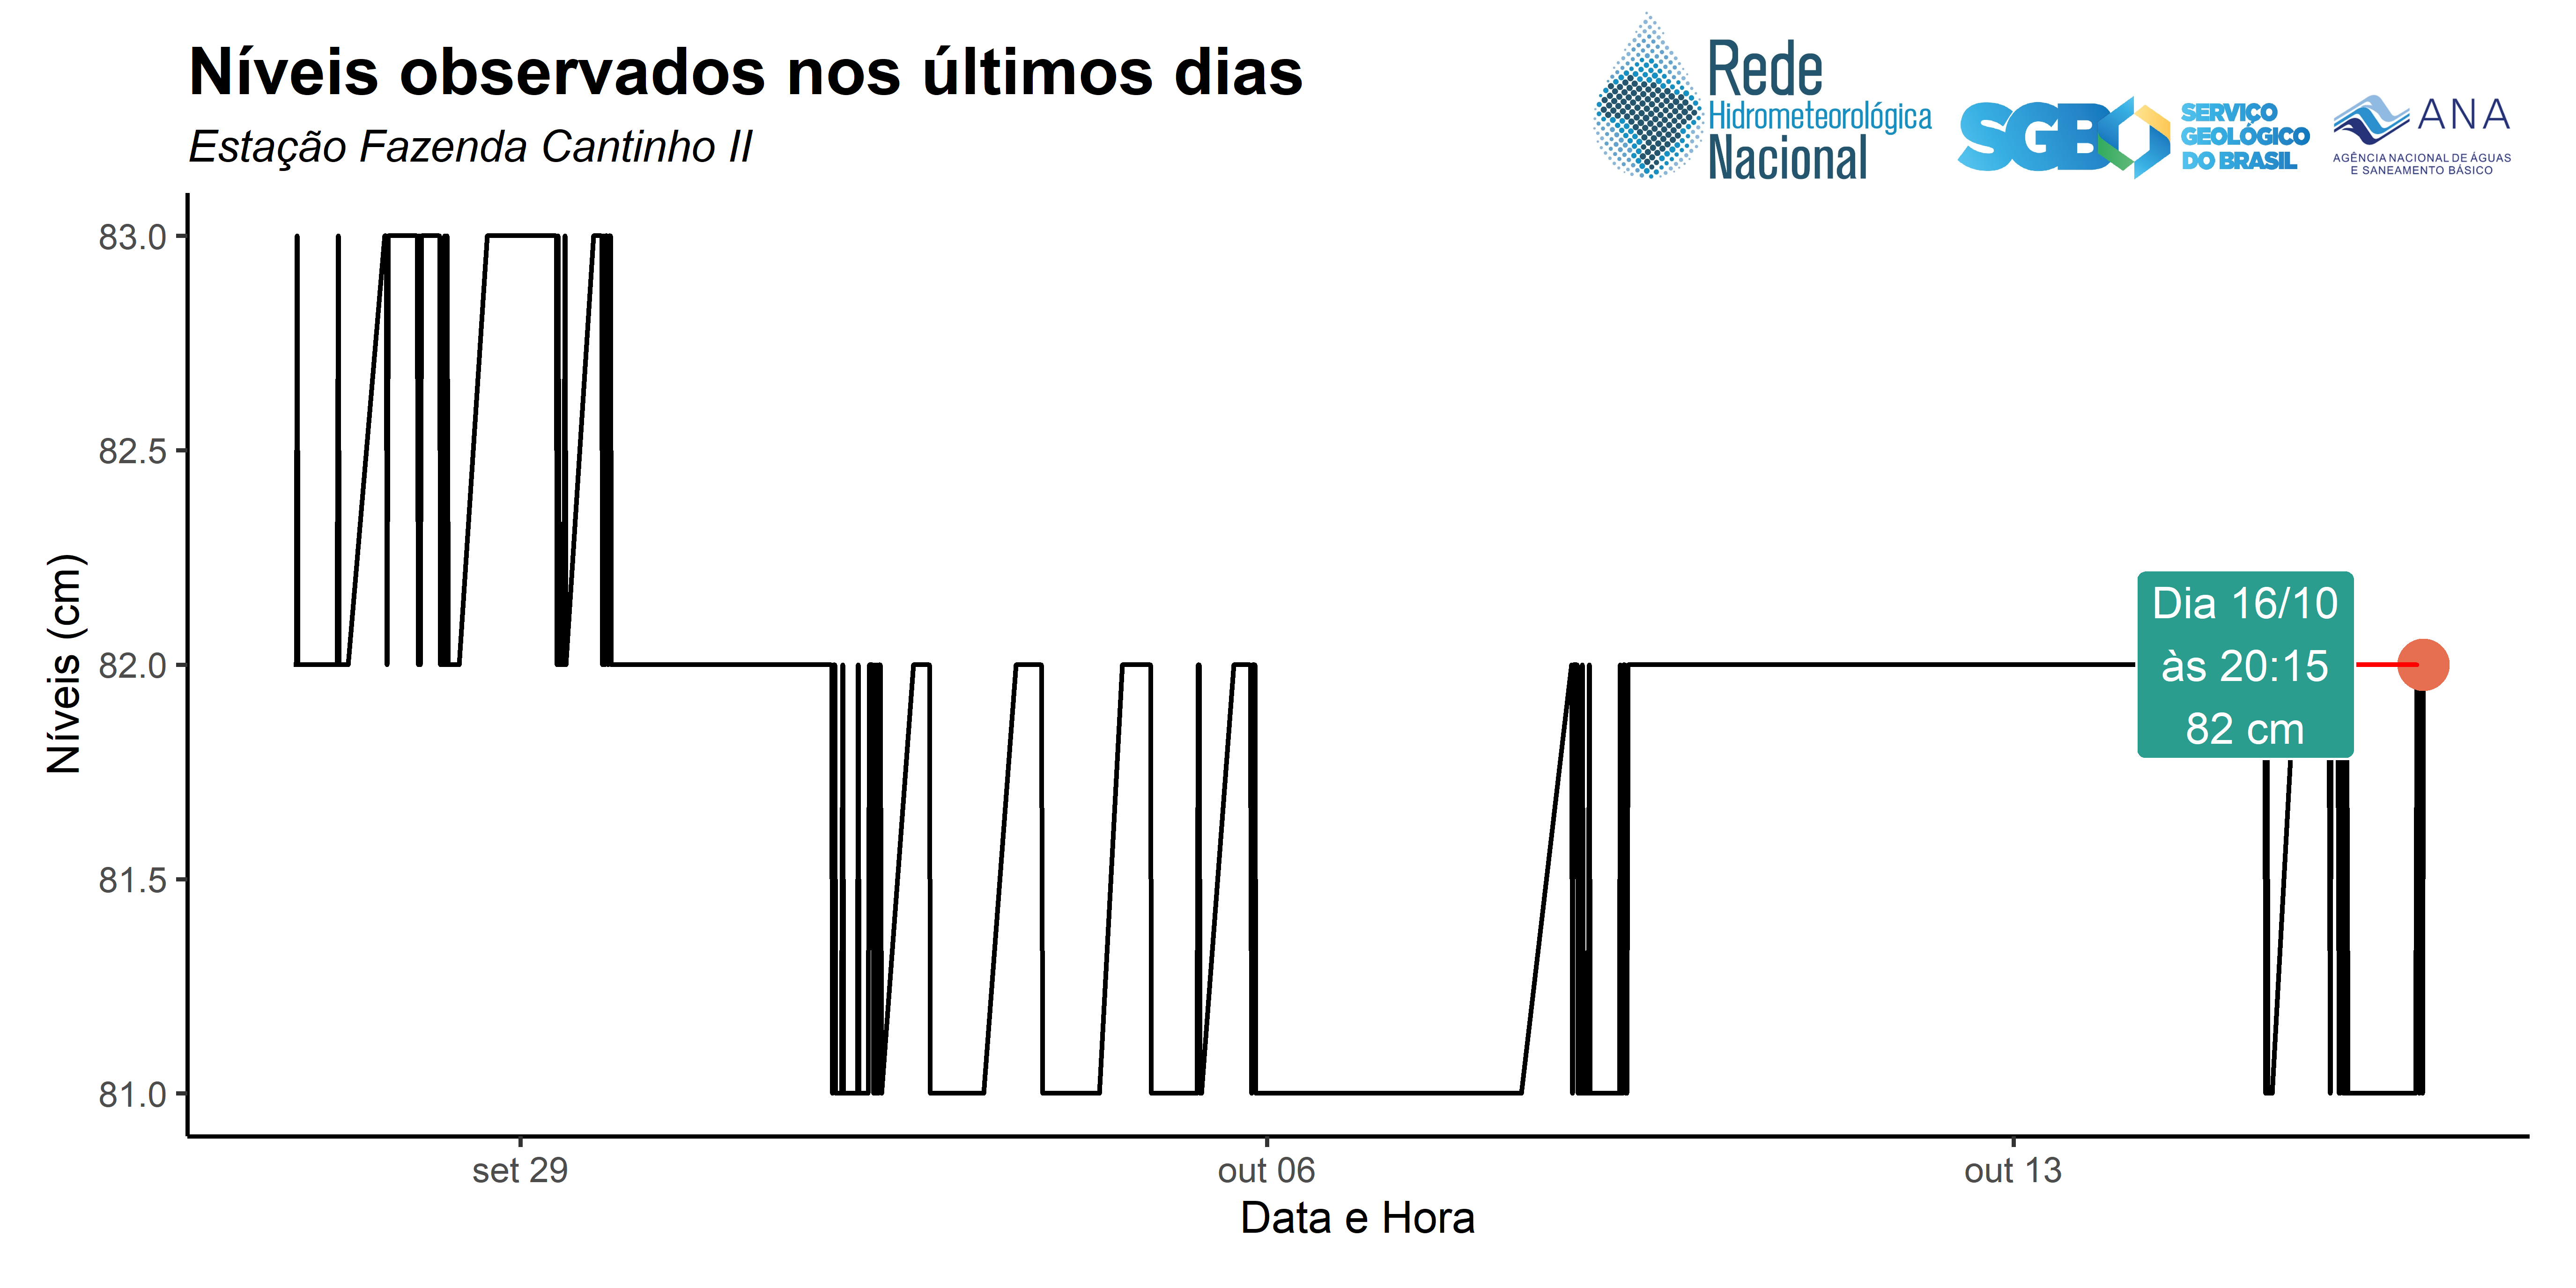 Níveis observados nos últimos dias
Estação Fazenda Cantinho II
Rede
Hidrometeorológica
Nacional
SGB
SERVIÇO
GEOLÓGICO
DO BRASIL
ANA
AGÊNCIA NACIONAL DE ÁGUAS
E SANEAMENTO BÁSICO
Níveis (cm)
83.0
82.5
82.0
81.5
81.0
Dia 16/10
às 20:15
82 cm
set 29
out 06
out 13
Data e Hora